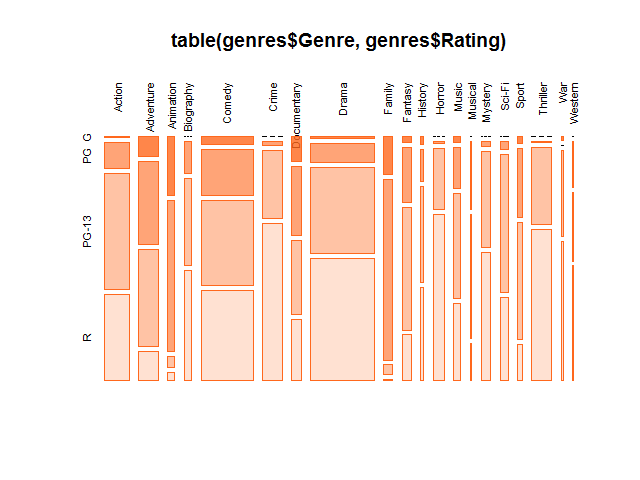 table(genres$Genre, genres$Rating)
Action
Adventure
Animation
Biography
Comedy
Crime
Documentary
Drama
Family
Fantasy
History
Horror
Music
Musical
Mystery
Sci-Fi
Sport
Thriller
War
Western
G
PG
PG-13
R